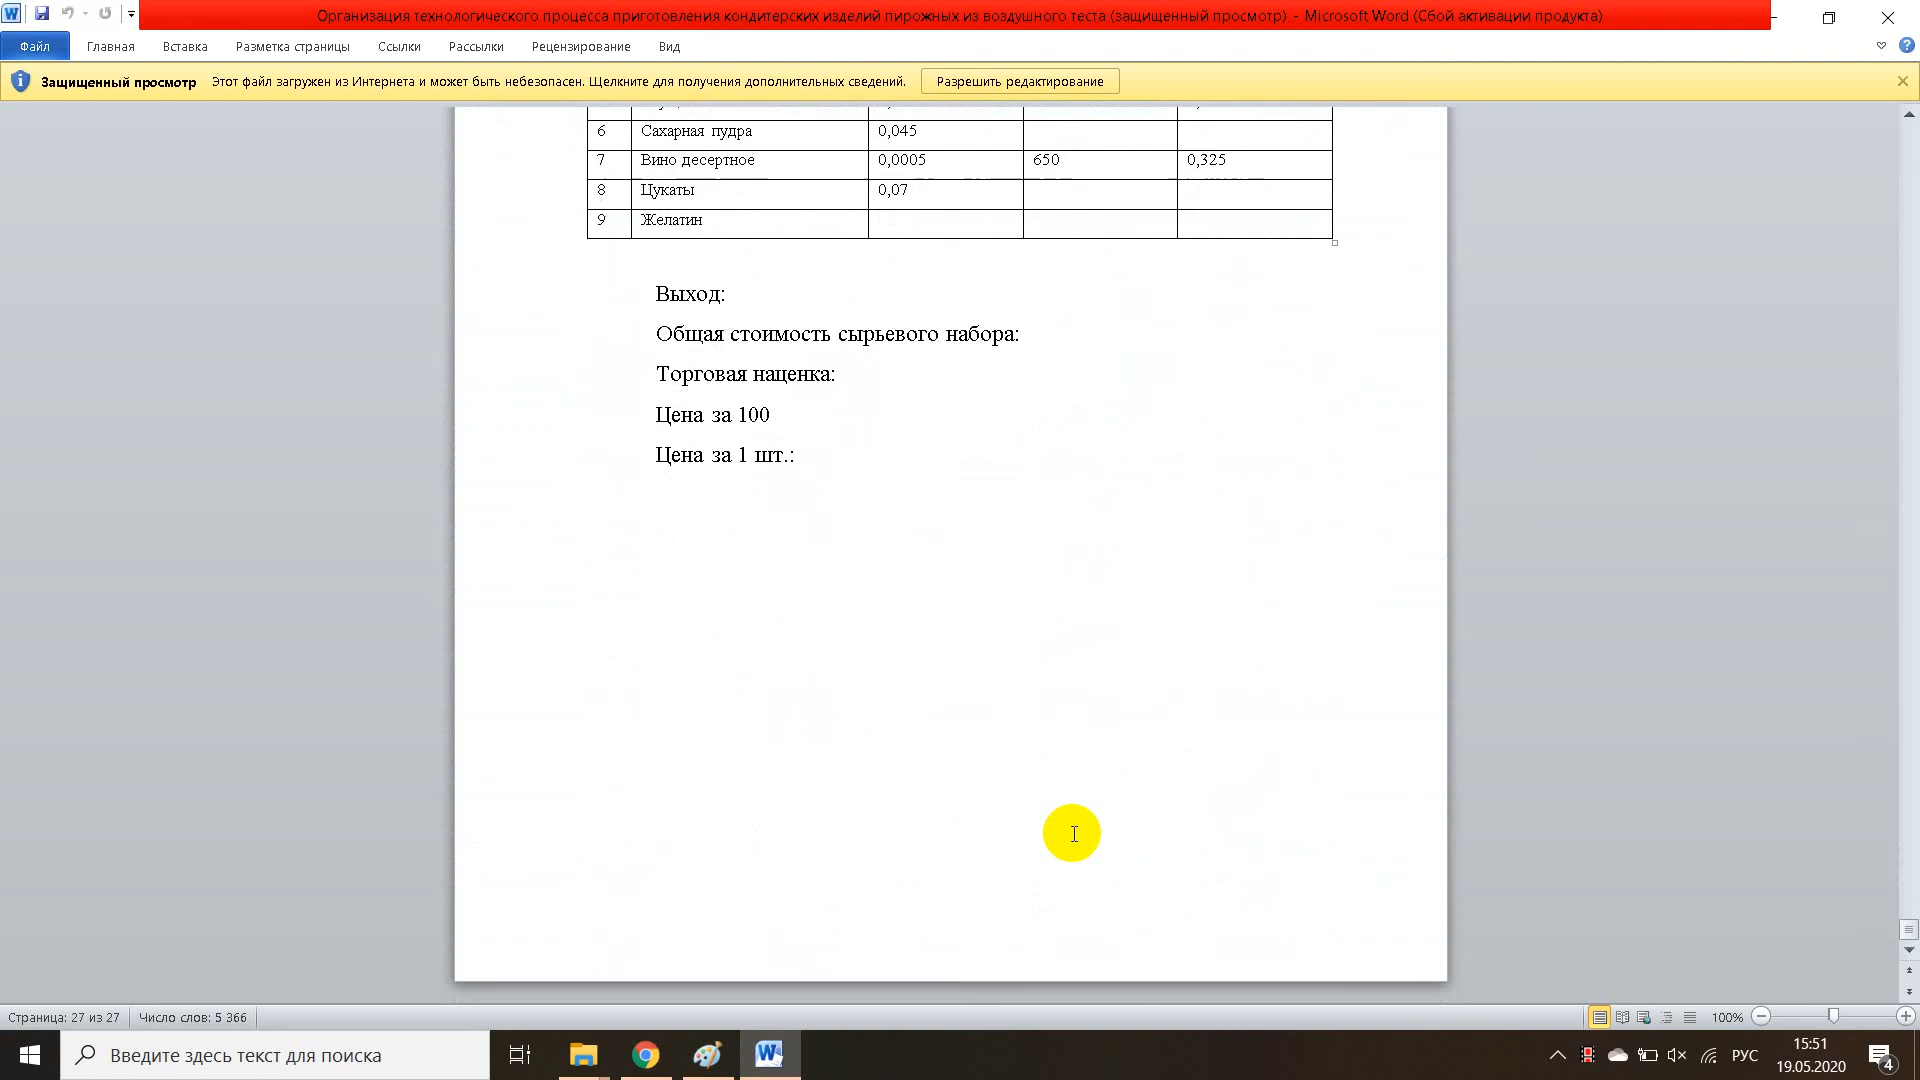 Организация технологического процесса приготовления кондитерских изделий пирожных из воздушного теста (защищенный просмотр) - Microsoft Word (Сбой активации продукта)
Файл Главная Вставка Разметка страницы Ссылки Рассылки Рецензирование Вид
Защищенный просмотр Этот файл загружен из Интернета и может быть небезопасен. Щелкните для получения дополнительных сведений. Разрешить редактирование
6 Сахарная пудра 0,045
7 Вино десертное 0,0005 650 0,325
8 Цукаты 0,07
9 Желатин
Выход:
Общая стоимость сырьевого набора:
Торговая наценка:
Цена за 100
Цена за 1 шт.:
Страница: 27 из 27 Число слов: 5 366 100%
Введите здесь текст для поиска РУС 15:51
19.05.2020 4